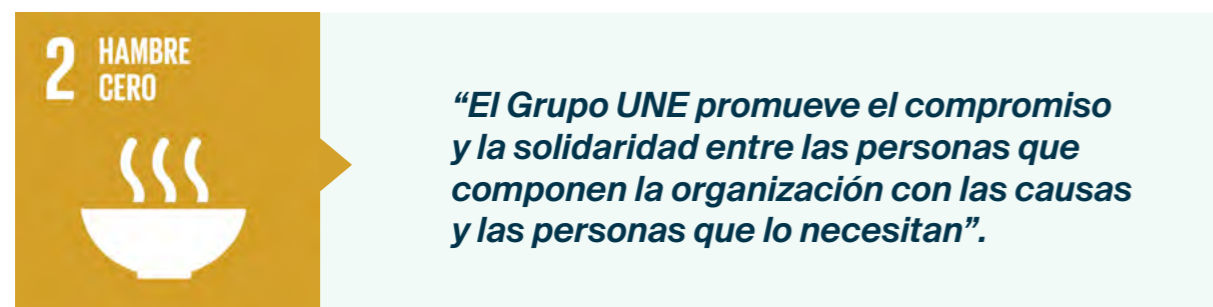 2 HAMBRE
CERO
“El Grupo UNE promueve el compromiso
y la solidaridad entre las personas que
componen la organización con las causas
y las personas que lo necesitan”.